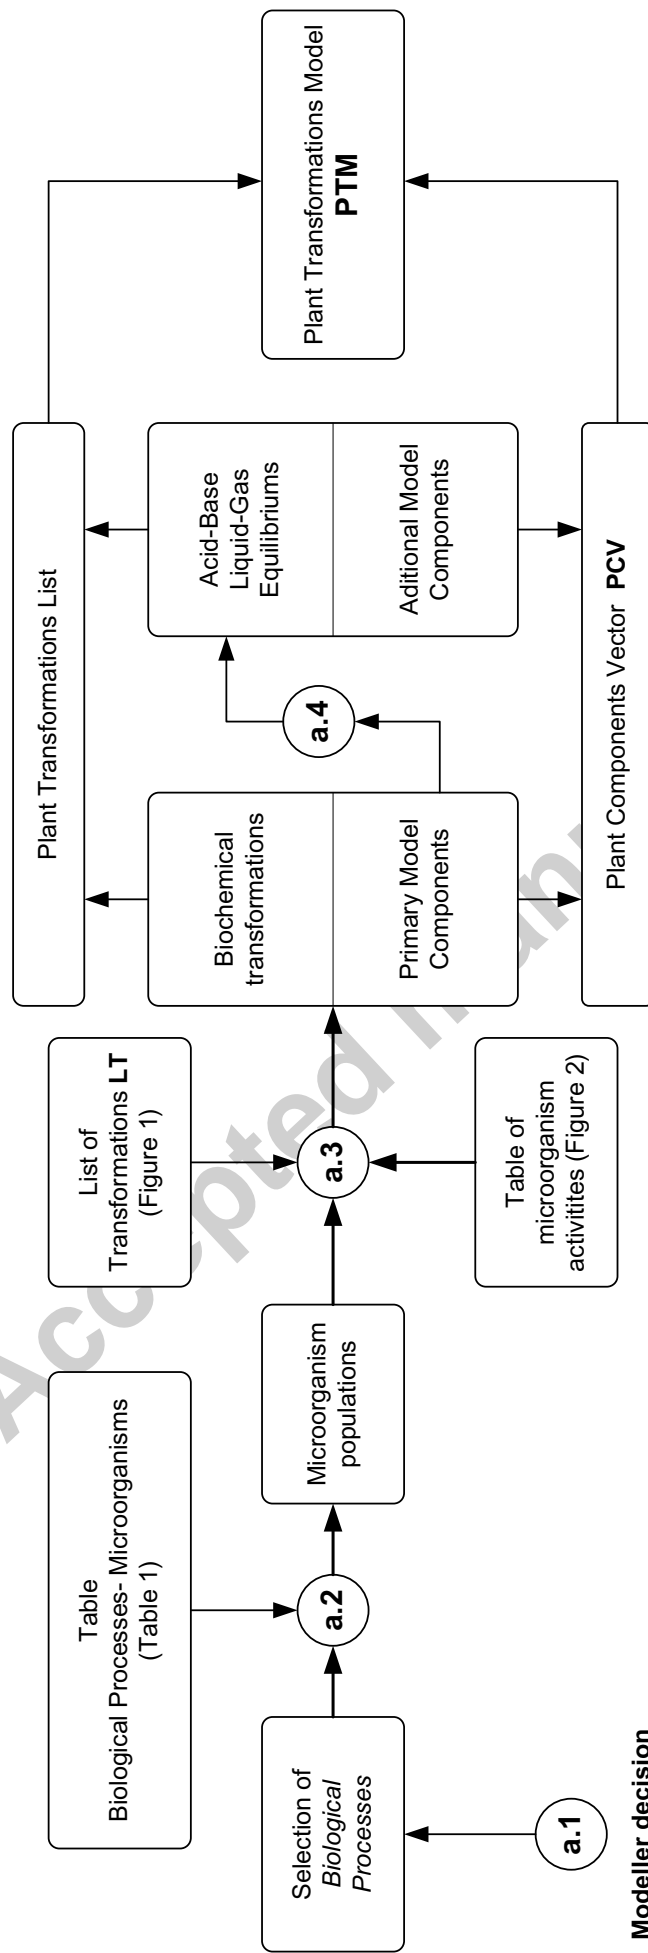 Table
Biological Processes- Microorganisms
(Table 1)
List of
Transformations LT
(Figure 1)
Plant Transformations List
Selection of
Biological
Processes
a.2
Microorganism
populations
a.3
Biochemical
transformations
Primary Model
Components
a.4
Acid-Base
Liquid-Gas
Equilibriums
Aditional Model
Components
Plant Transformations Model
PTM
a.1
Modeller decision
Table of
microorganism
activitites (Figure 2)
Plant Components Vector PCV
Accepted